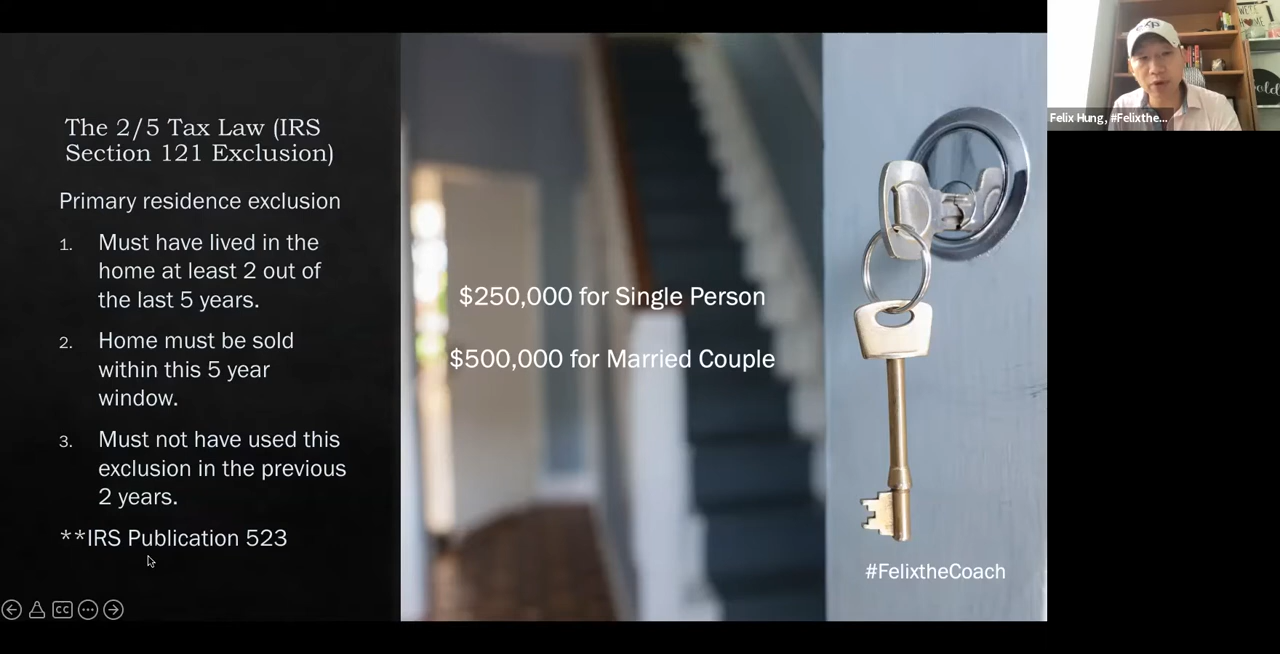 The 2/5 Tax Law (IRS
Section 121 Exclusion)
Primary residence exclusion
1. Must have lived in the
home at least 2 out of
the last 5 years.
2. Home must be sold
within this 5 year
window.
3. Must not have used this
exclusion in the previous
2 years.
**IRS Publication 523
$250,000 for Single Person
$500,000 for Married Couple
#FelixtheCoach
Felix Hung, #Felixthe...
CC